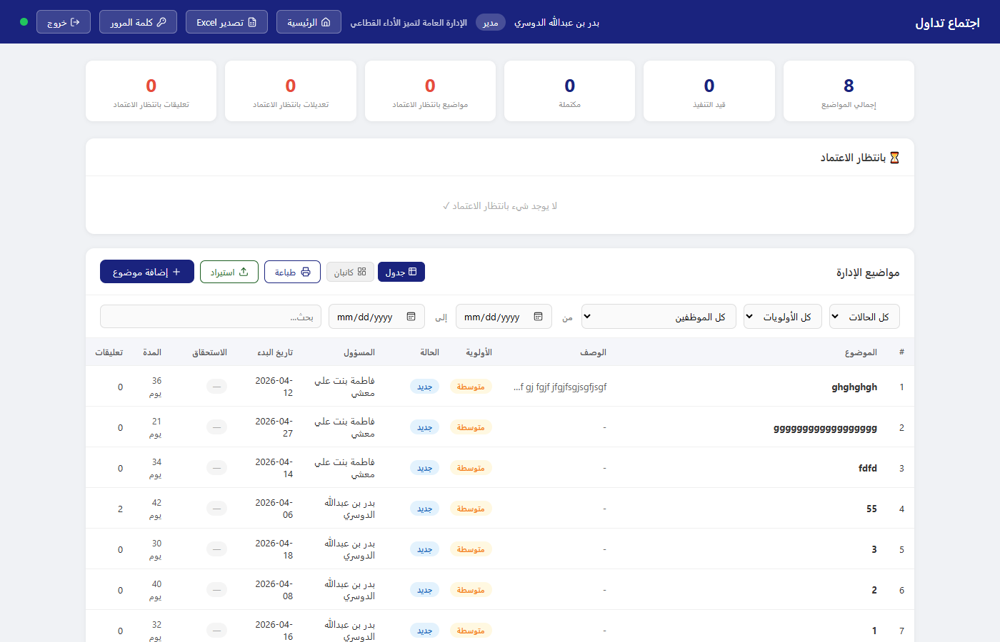 اجتماع تداول
بدر بن عبدالله الدوسري
مدير
الإدارة العامة لتميز الأداء القطاعي
الرئيسية
تصدير Excel
كلمة المرور
خروج
8
إجمالي المواضيع
0
قيد التنفيذ
0
مكتملة
0
مواضيع بانتظار الاعتماد
0
تعديلات بانتظار الاعتماد
0
تعليقات بانتظار الاعتماد
⏳ بانتظار الاعتماد
لا يوجد شيء بانتظار الاعتماد ✓
مواضيع الإدارة
جدول
كانبان
طباعة
استيراد
+ إضافة موضوع
كل الحالات
كل الأولويات
كل الموظفين
من
mm/dd/yyyy
إلى
mm/dd/yyyy
بحث...
# الموضوع الوصف الأولوية الحالة المسؤول تاريخ البدء الاستحقاق المدة تعليقات
1 ghghghgh f gj fgjf jfgjfsgjsgfjsgf... متوسطة جديد فاطمة بنت علي معشي 2026-04-12 — 36 يوم 0
2 gggggggggggggggggg - متوسطة جديد فاطمة بنت علي معشي 2026-04-27 — 21 يوم 0
3 fdfd - متوسطة جديد فاطمة بنت علي معشي 2026-04-14 — 34 يوم 0
4 55 - متوسطة جديد بدر بن عبدالله الدوسري 2026-04-06 — 42 يوم 2
5 3 - متوسطة جديد بدر بن عبدالله الدوسري 2026-04-18 — 30 يوم 0
6 2 - متوسطة جديد بدر بن عبدالله الدوسري 2026-04-08 — 40 يوم 0
7 1 - متوسطة جديد بدر بن عبدالله الدوسري 2026-04-16 — 32 يوم 0